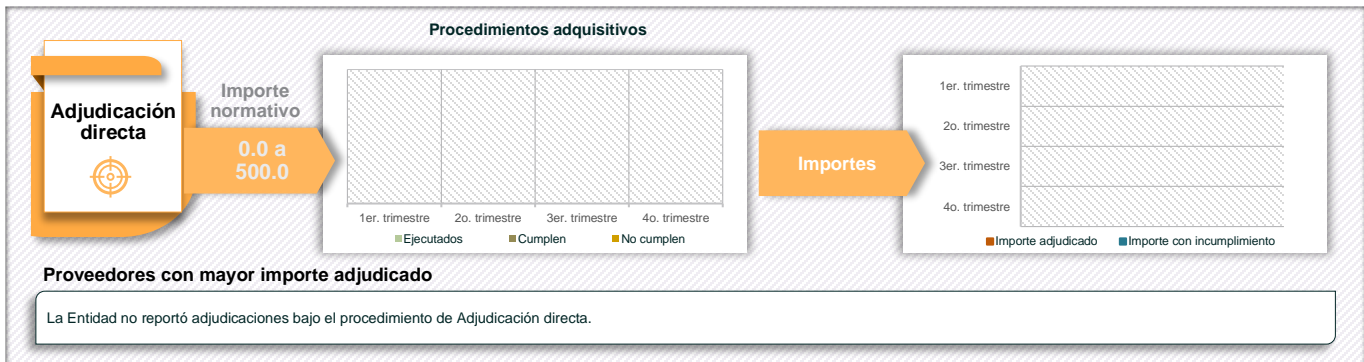 Procedimientos adquisitivos
Adjudicación
directa
Importe
normativo
0.0 a
500.0
1er. trimestre
2o. trimestre
3er. trimestre
4o. trimestre
Ejecutados
Cumplen
No cumplen
Importes
1er. trimestre
2o. trimestre
3er. trimestre
4o. trimestre
Importe adjudicado
Importe con incumplimiento
Proveedores con mayor importe adjudicado
La Entidad no reportó adjudicaciones bajo el procedimiento de Adjudicación directa.